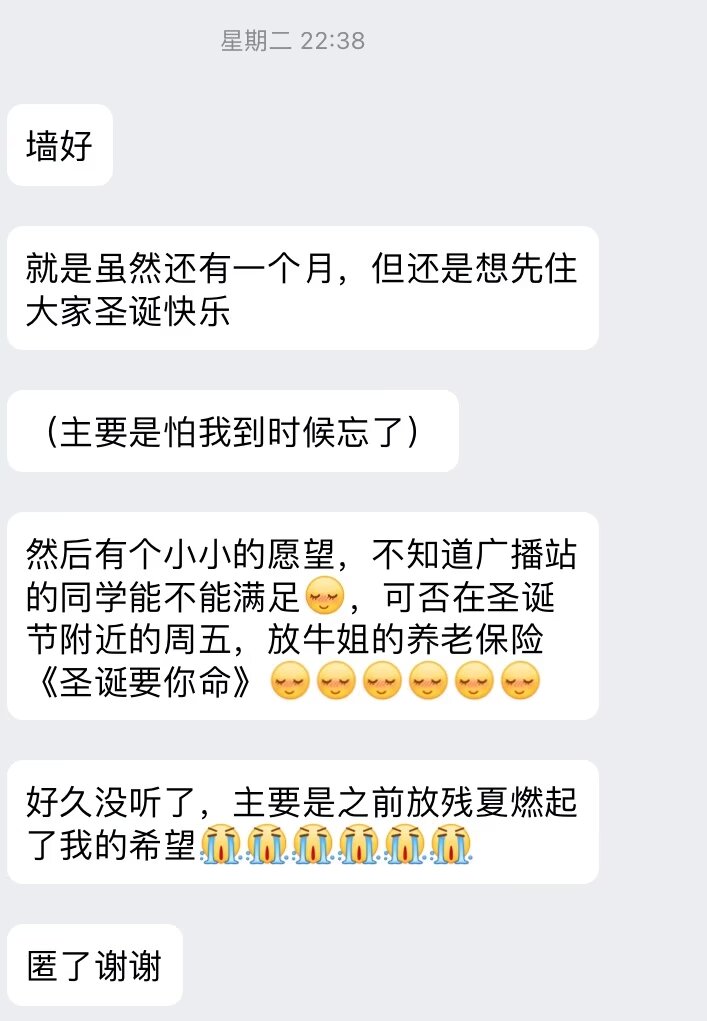 星期二 22:38
墙好
就是虽然还有一个月，但还是想先住
大家圣诞快乐
（主要是怕我到时候忘了）
然后有个小小的愿望，不知道广播站
的同学能不能满足😌，可否在圣诞
节附近的周五，放牛姐的养老保险
《圣诞要你命》😌😌😌😌😌😌
好久没听了，主要是之前放残夏燃起
了我的希望😭😭😭😭😭😭
匿了谢谢